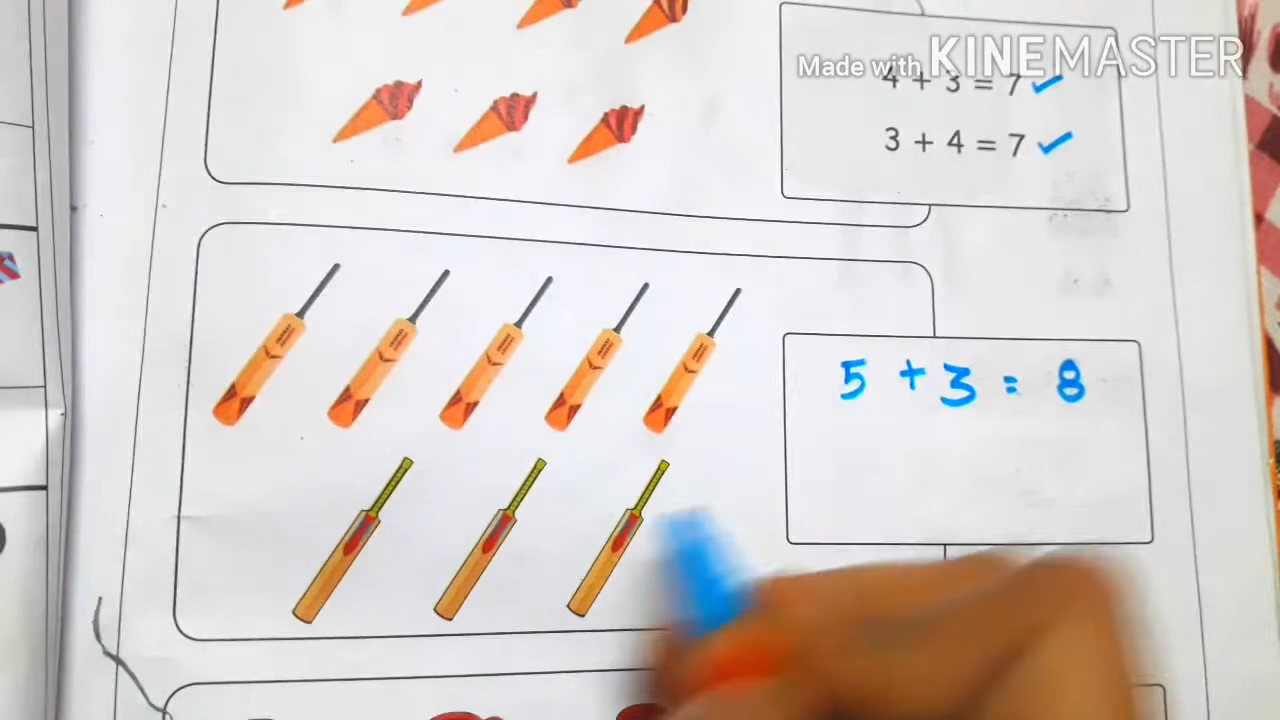 Made with KINEMASTER
4 + 3 = 7 ✓
3 + 4 = 7 ✓
5 + 3 = 8